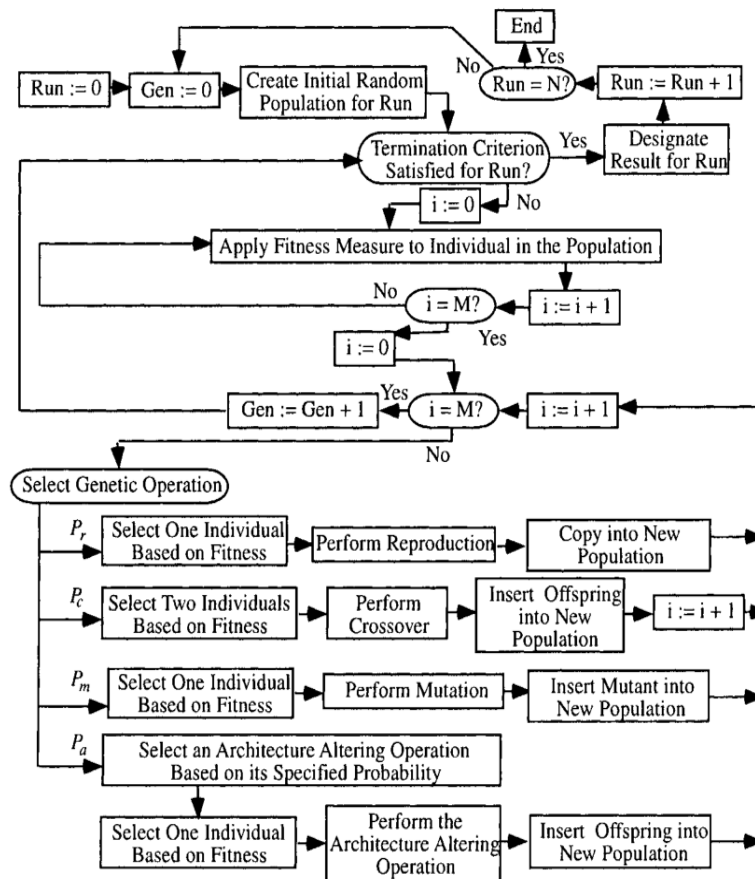 End
No
Yes
Run := 0
Gen := 0
Create Initial Random
Population for Run
Run = N?
Run := Run + 1
Termination Criterion
Satisfied for Run?
Yes
Designate
Result for Run
No
i := 0
Apply Fitness Measure to Individual in the Population
No
i = M?
i := i + 1
Yes
i := 0
Gen := Gen + 1
Yes
i = M?
i := i + 1
No
Select Genetic Operation
Pr
Select One Individual
Based on Fitness
Perform Reproduction
Copy into New
Population
Pc
Select Two Individuals
Based on Fitness
Perform
Crossover
Insert Offspring
into New
Population
i := i + 1
Pm
Select One Individual
Based on Fitness
Perform Mutation
Insert Mutant into
New Population
Pa
Select an Architecture Altering Operation
Based on its Specified Probability
Select One Individual
Based on Fitness
Perform the
Architecture Altering
Operation
Insert Offspring into
New Population